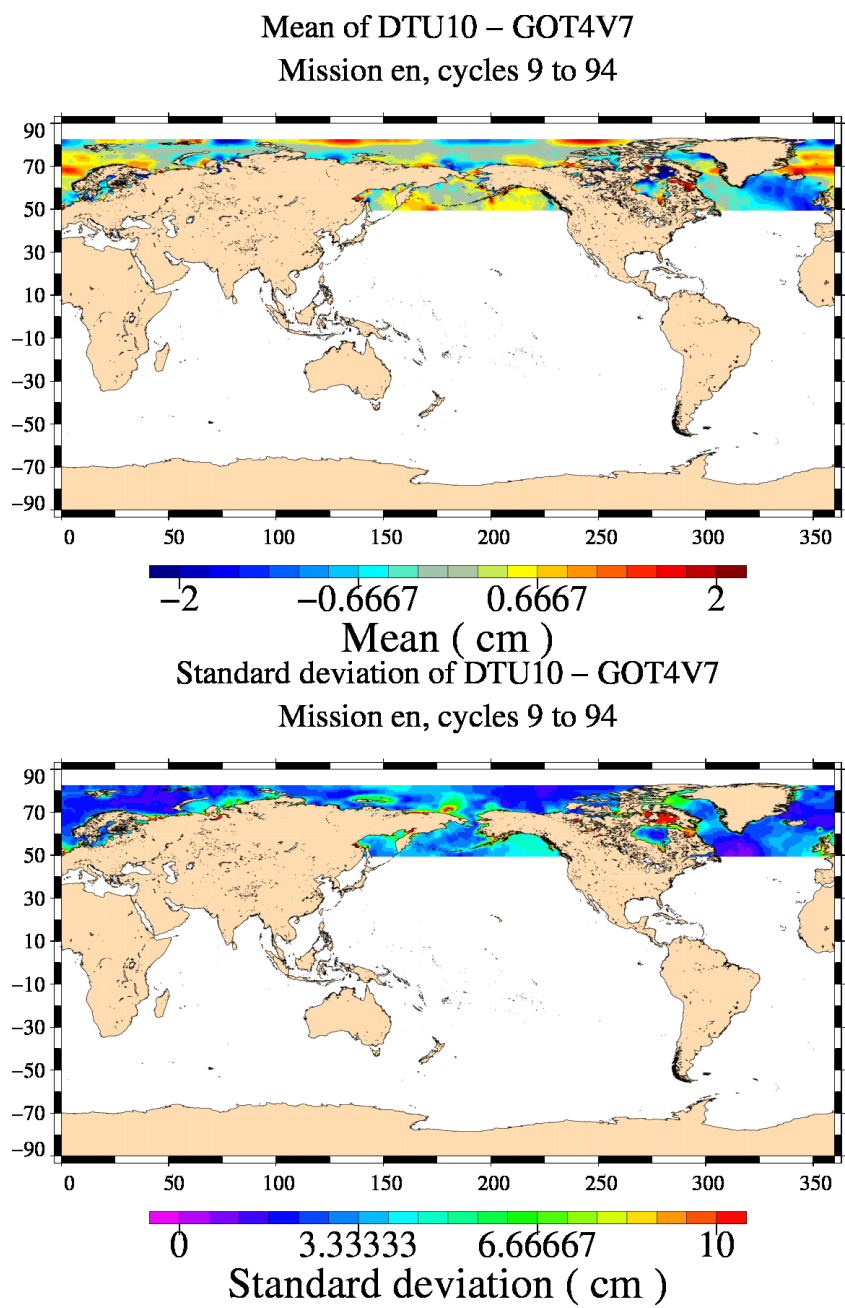 Mean of DTU10 – GOT4V7
Mission en, cycles 9 to 94
90
70
50
30
10
−10
−30
−50
−70
−90
0 50 100 150 200 250 300 350
−2 −0.6667 0.6667 2
Mean ( cm )
Standard deviation of DTU10 – GOT4V7
Mission en, cycles 9 to 94
90
70
50
30
10
−10
−30
−50
−70
−90
0 50 100 150 200 250 300 350
0 3.33333 6.66667 10
Standard deviation ( cm )